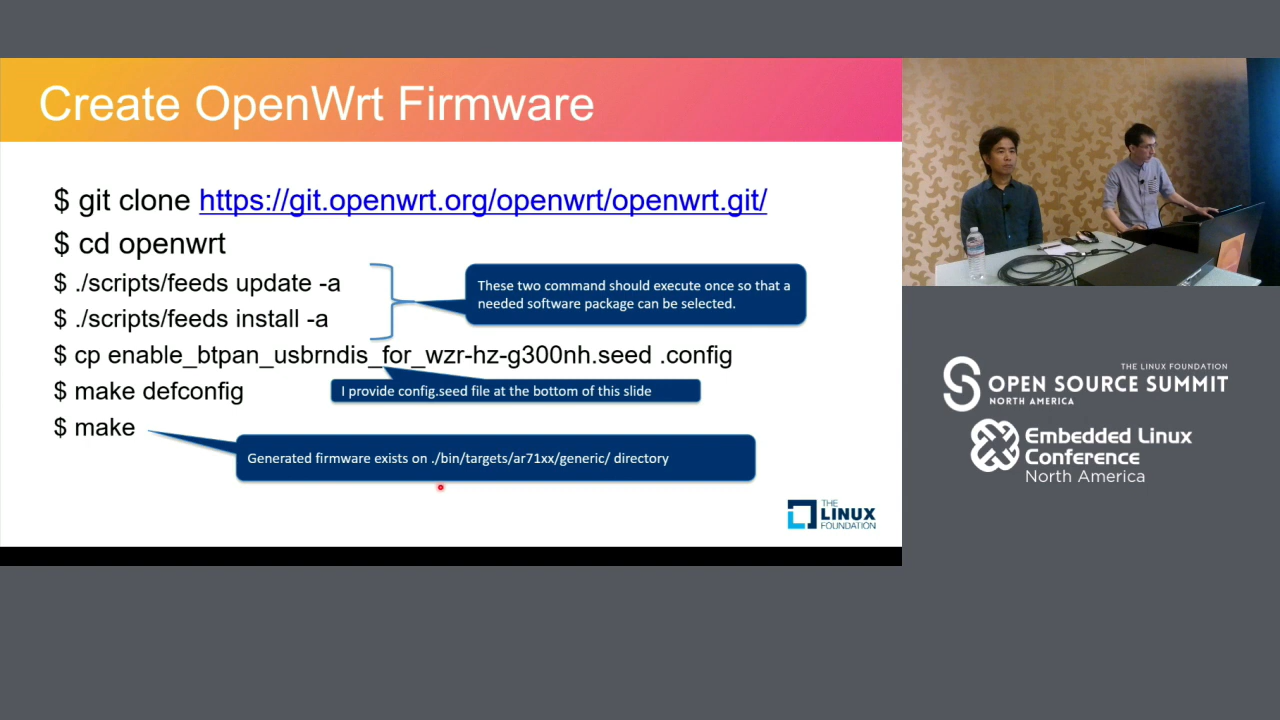 Create OpenWrt Firmware
$ git clone https://git.openwrt.org/openwrt/openwrt.git/
$ cd openwrt
$ ./scripts/feeds update -a
$ ./scripts/feeds install -a
These two command should execute once so that a
needed software package can be selected.
$ cp enable_btpan_usbrndis_for_wzr-hz-g300nh.seed .config
$ make defconfig
I provide config.seed file at the bottom of this slide
$ make
Generated firmware exists on ./bin/targets/ar71xx/generic/ directory
THE
LINUX
FOUNDATION
THE LINUX FOUNDATION
OPEN SOURCE SUMMIT
NORTH AMERICA
Embedded Linux
Conference
North America